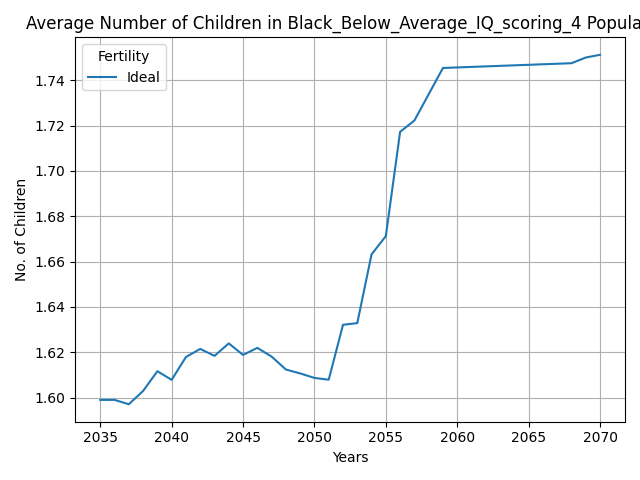 Average Number of Children in Black_Below_Average_IQ_scoring_4 Popula
Fertility
Ideal
1.74
1.72
1.70
1.68
1.66
1.64
1.62
1.60
No. of Children
2035 2040 2045 2050 2055 2060 2065 2070
Years